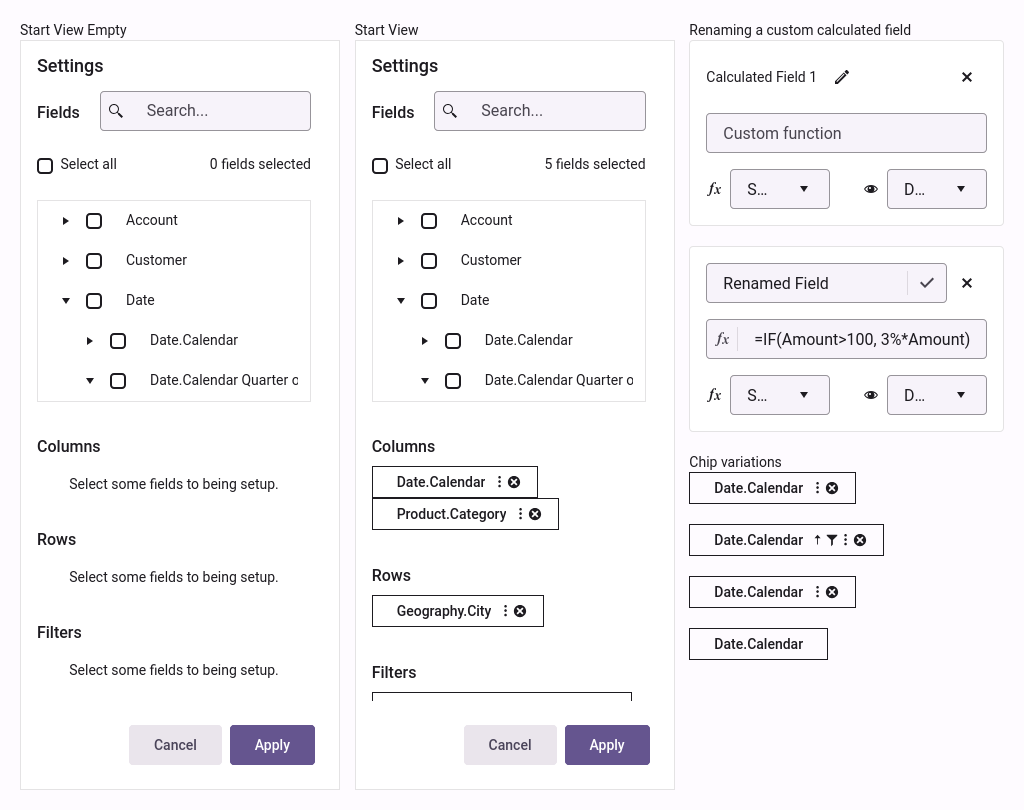 Start View Empty
Settings
Fields
Search...
Select all
0 fields selected
Account
Customer
Date
Date.Calendar
Date.Calendar Quarter o
Columns
Select some fields to being setup.
Rows
Select some fields to being setup.
Filters
Select some fields to being setup.
Cancel
Apply
Start View
Settings
Fields
Search...
Select all
5 fields selected
Account
Customer
Date
Date.Calendar
Date.Calendar Quarter o
Columns
Date.Calendar
Product.Category
Rows
Geography.City
Filters
Cancel
Apply
Renaming a custom calculated field
Calculated Field 1
Custom function
fx
S...
D...
Renamed Field
fx
=IF(Amount>100, 3%*Amount)
fx
S...
D...
Chip variations
Date.Calendar
Date.Calendar
Date.Calendar
Date.Calendar